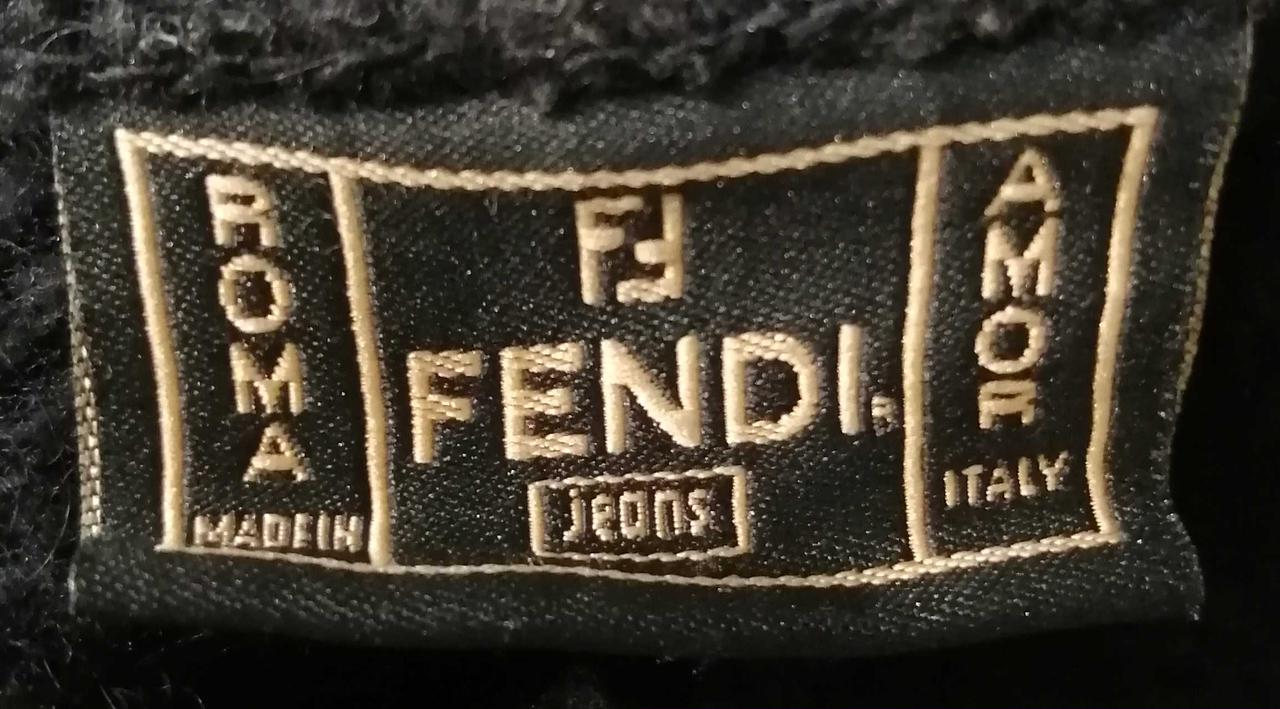 ROMA
MADE IN
FF
FENDI®
jeans
AMOR
ITALY